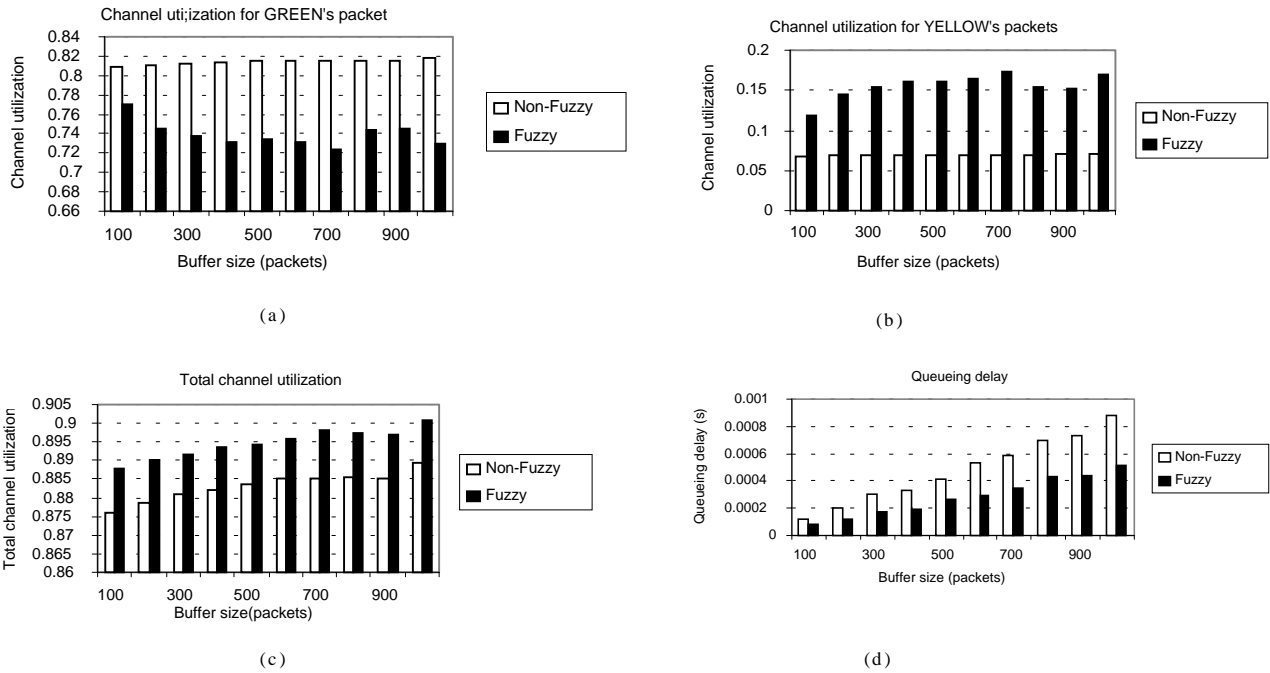 Channel uti;ization for GREEN's packet
Channel utilization
0.84
0.82
0.8
0.78
0.76
0.74
0.72
0.7
0.68
0.66
100 300 500 700 900
Buffer size (packets)
Non-Fuzzy
Fuzzy
(a)
Channel utilization for YELLOW's packets
Channel utilization
0.2
0.15
0.1
0.05
0
100 300 500 700 900
Buffer size (packets)
Non-Fuzzy
Fuzzy
(b)
Total channel utilization
Total channel utilization
0.905
0.9
0.895
0.89
0.885
0.88
0.875
0.87
0.865
0.86
100 300 500 700 900
Buffer size(packets)
Non-Fuzzy
Fuzzy
(c)
Queueing delay
Queueing delay (s)
0.001
0.0008
0.0006
0.0004
0.0002
0
100 300 500 700 900
Buffer size (packets)
Non-Fuzzy
Fuzzy
(d)